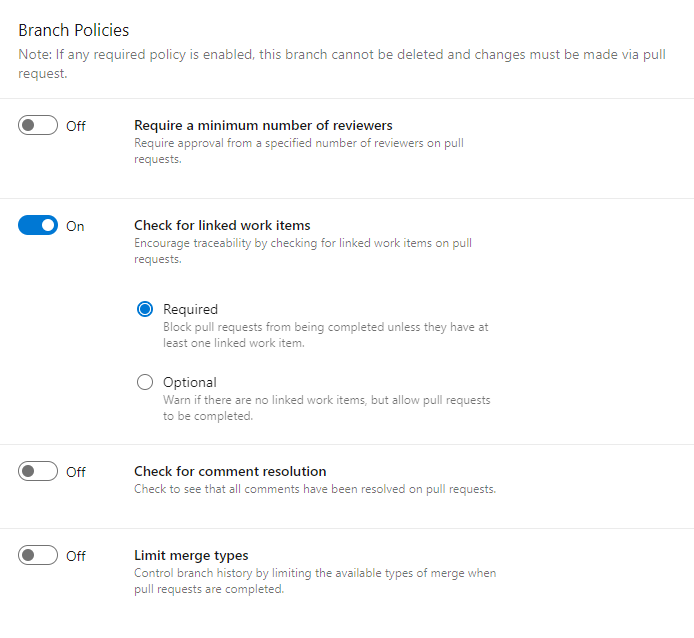 Branch Policies
Note: If any required policy is enabled, this branch cannot be deleted and changes must be made via pull
request.
Off
Require a minimum number of reviewers
Require approval from a specified number of reviewers on pull
requests.
On
Check for linked work items
Encourage traceability by checking for linked work items on pull
requests.
Required
Block pull requests from being completed unless they have at
least one linked work item.
Optional
Warn if there are no linked work items, but allow pull requests
to be completed.
Off
Check for comment resolution
Check to see that all comments have been resolved on pull requests.
Off
Limit merge types
Control branch history by limiting the available types of merge when
pull requests are completed.